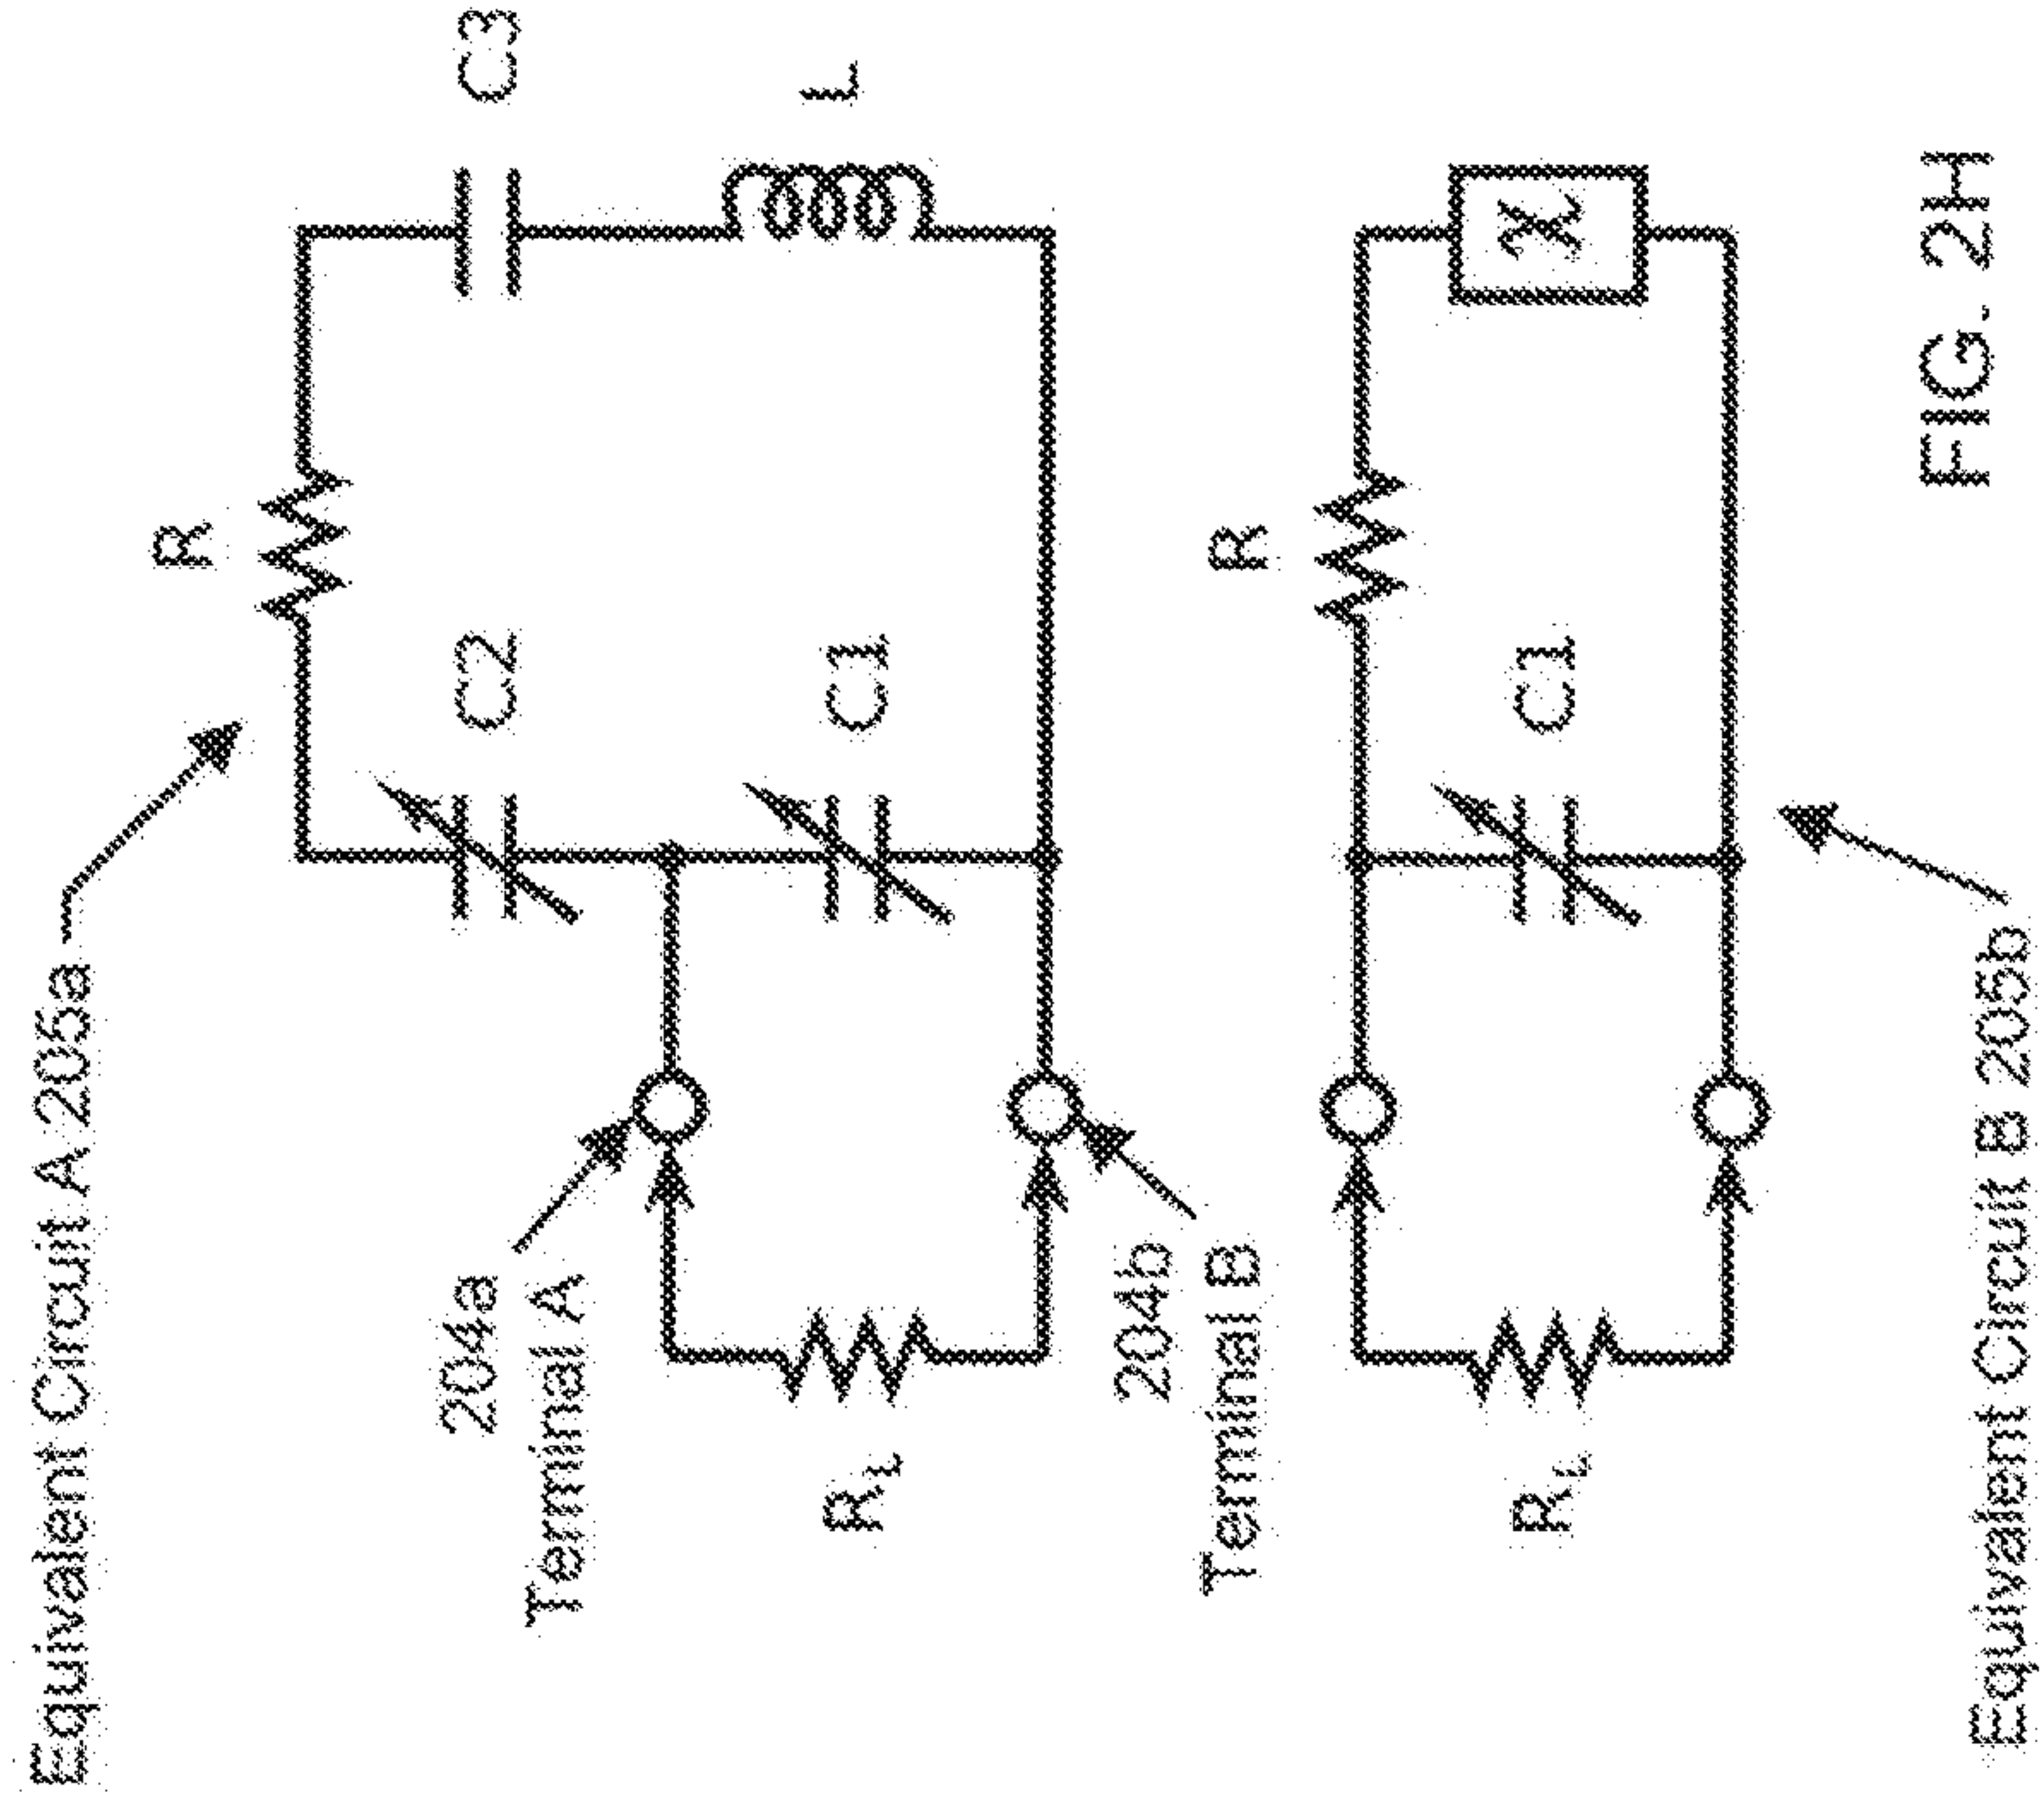 Equivalent Circuit A 205a
R
C2
C3
204a
Terminal A
C1
L
R_L
204b
Terminal B
R
C1
X
R_L
Equivalent Circuit B 205b
FIG. 2H